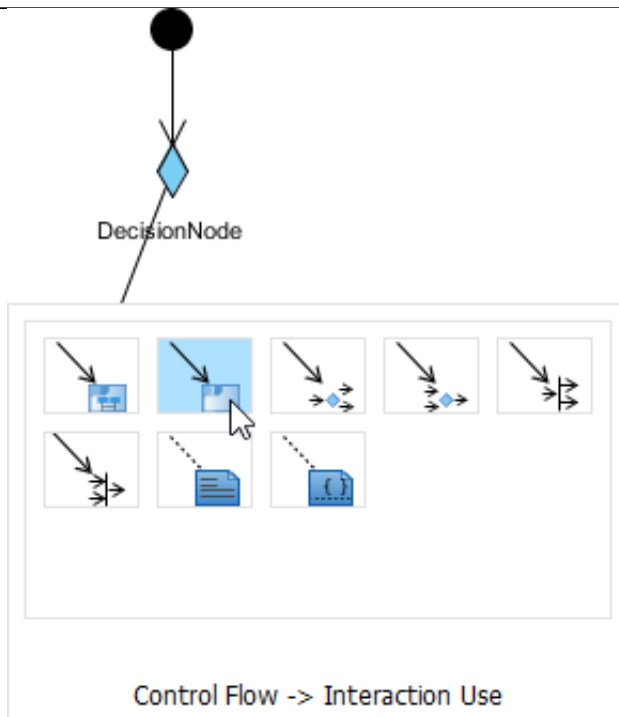 DecisionNode
{ }
Control Flow -> Interaction Use